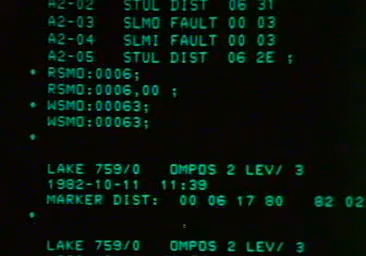 A2-02 STUL DIST 06 31
A2-03 SLMO FAULT 00 03
A2-04 SLMI FAULT 00 03
A2-05 STUL DIST 06 2E ;
* RSMO:0006;
RSMO:0006,00 ;
* WSMO:00063;
WSMO:00063;
*
LAKE 759/0 OMPOS 2 LEV/ 3
1982-10-11 11:39
MARKER DIST: 00 06 17 80 82 02
*
LAKE 759/0 OMPOS 2 LEV/ 3